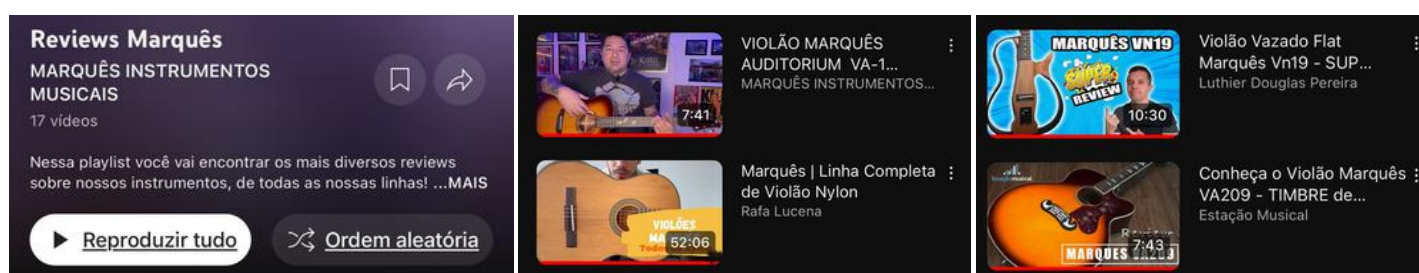 Reviews Marquês
MARQUÊS INSTRUMENTOS
MUSICAIS
17 vídeos
Nessa playlist você vai encontrar os mais diversos reviews
sobre nossos instrumentos, de todas as nossas linhas! ...MAIS
Reproduzir tudo
Ordem aleatória
7:41
VIOLÃO MARQUÊS
AUDITORIUM VA-1...
MARQUÊS INSTRUMENTOS...
VIOLÕES
52:06
Marquês | Linha Completa
de Violão Nylon
Rafa Lucena
MARQUÊS VN19
SUPER
REVIEW
10:30
Violão Vazado Flat
Marquês Vn19 - SUP...
Luthier Douglas Pereira
7:43
MARQUES
Conheça o Violão Marquês
VA209 - TIMBRE de...
Estação Musical